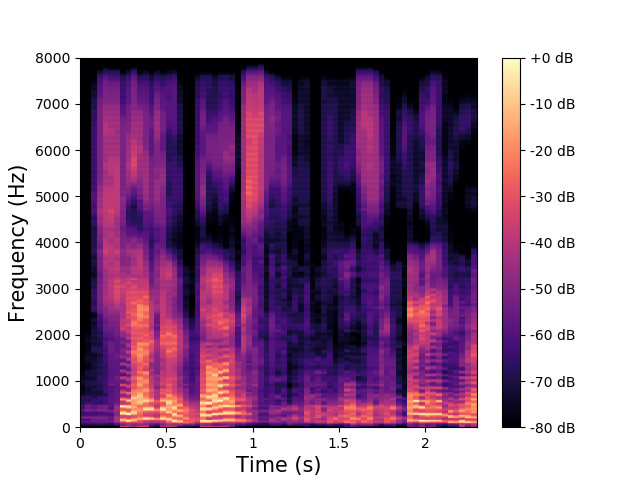 8000
7000
6000
5000
4000
3000
2000
1000
0
Frequency (Hz)
0
0.5
1
1.5
2
Time (s)
+0 dB
-10 dB
-20 dB
-30 dB
-40 dB
-50 dB
-60 dB
-70 dB
-80 dB